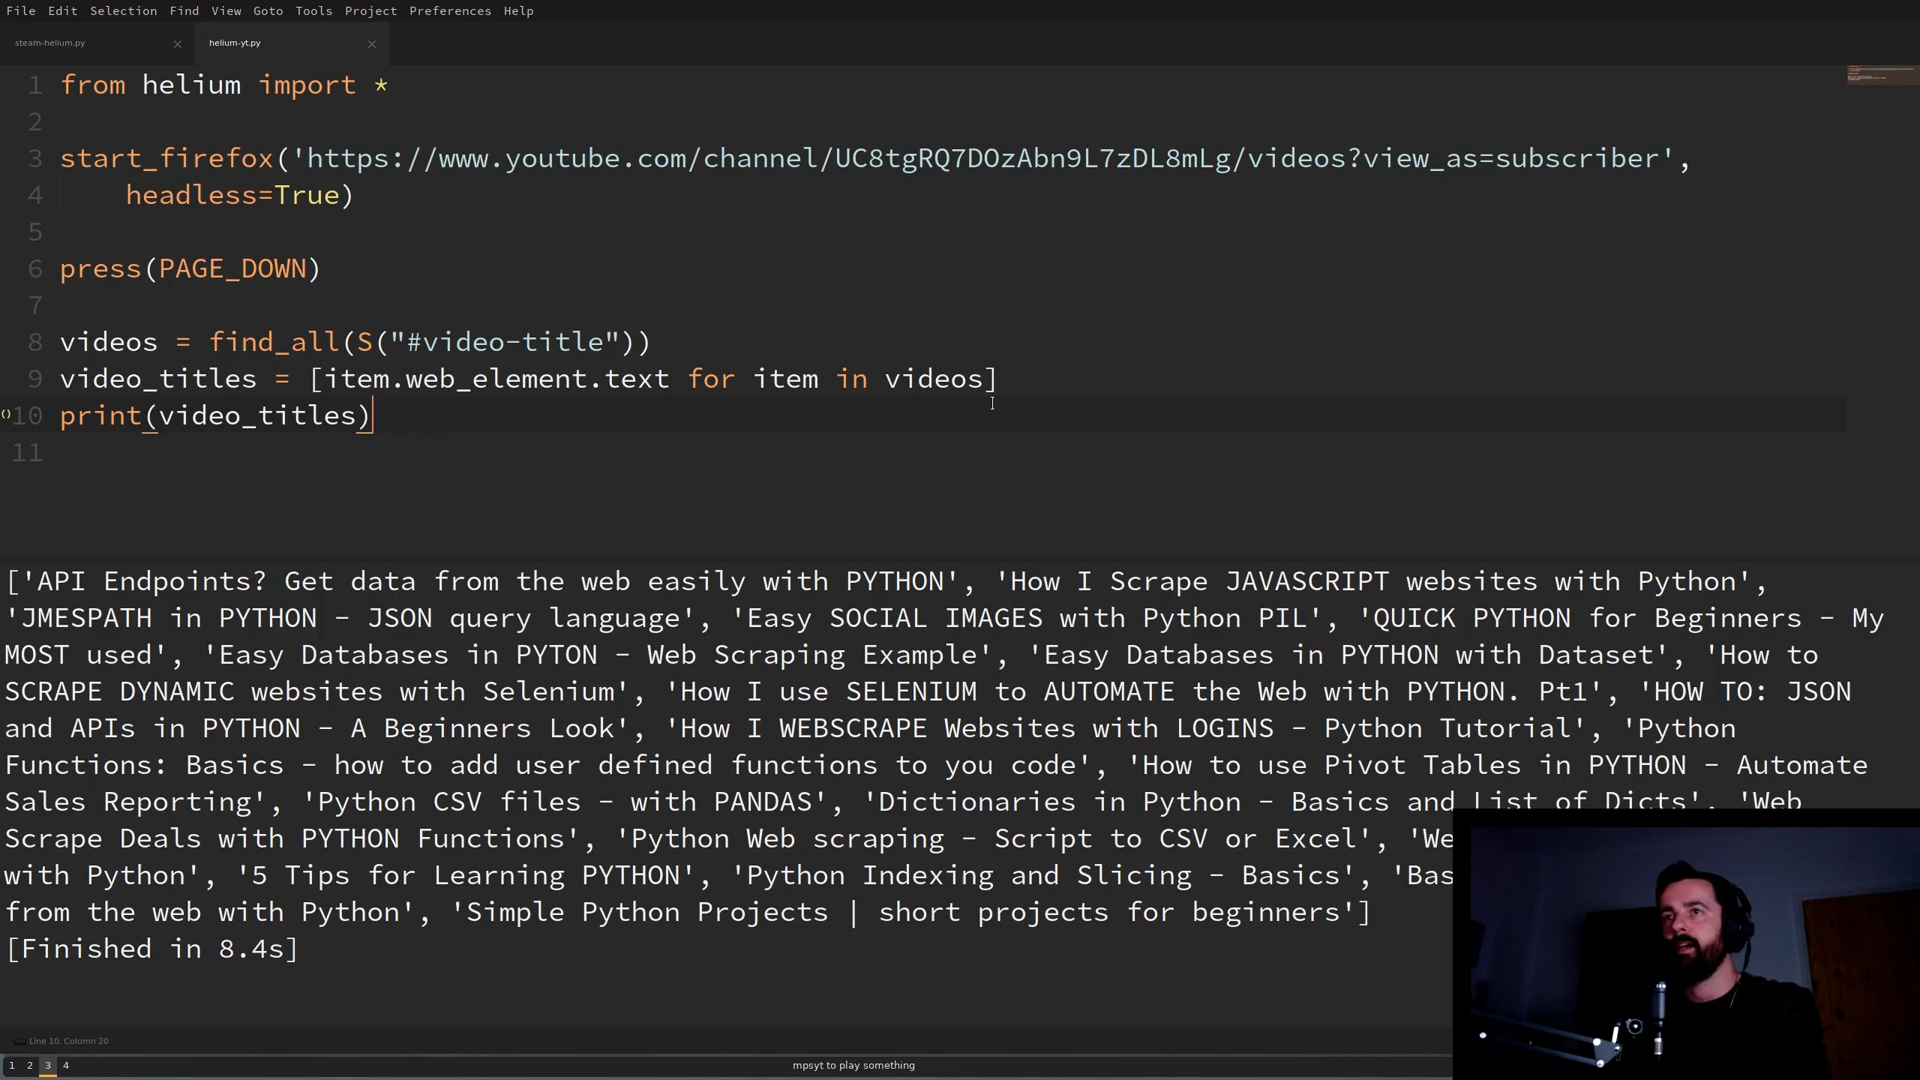 File Edit Selection Find View Goto Tools Project Preferences Help
steam-helium.py
helium-yt.py
1 from helium import *
2
3 start_firefox('https://www.youtube.com/channel/UC8tgRQ7DOzAbn9L7zDL8mLg/videos?view_as=subscriber',
4 headless=True)
5
6 press(PAGE_DOWN)
7
8 videos = find_all(S("#video-title"))
9 video_titles = [item.web_element.text for item in videos]
10 print(video_titles)
11
['API Endpoints? Get data from the web easily with PYTHON', 'How I Scrape JAVASCRIPT websites with Python',
'JMESPATH in PYTHON - JSON query language', 'Easy SOCIAL IMAGES with Python PIL', 'QUICK PYTHON for Beginners - My
MOST used', 'Easy Databases in PYTON - Web Scraping Example', 'Easy Databases in PYTHON with Dataset', 'How to
SCRAPE DYNAMIC websites with Selenium', 'How I use SELENIUM to AUTOMATE the Web with PYTHON. Pt1', 'HOW TO: JSON
and APIs in PYTHON - A Beginners Look', 'How I WEBSCRAPE Websites with LOGINS - Python Tutorial', 'Python
Functions: Basics - how to add user defined functions to you code', 'How to use Pivot Tables in PYTHON - Automate
Sales Reporting', 'Python CSV files - with PANDAS', 'Dictionaries in Python - Basics and List of Dicts', 'Web
Scrape Deals with PYTHON Functions', 'Python Web scraping - Script to CSV or Excel', 'We
with Python', '5 Tips for Learning PYTHON', 'Python Indexing and Slicing - Basics', 'Bas
from the web with Python', 'Simple Python Projects | short projects for beginners']
[Finished in 8.4s]
Line 10, Column 20
1 2 3 4
mpsyt to play something